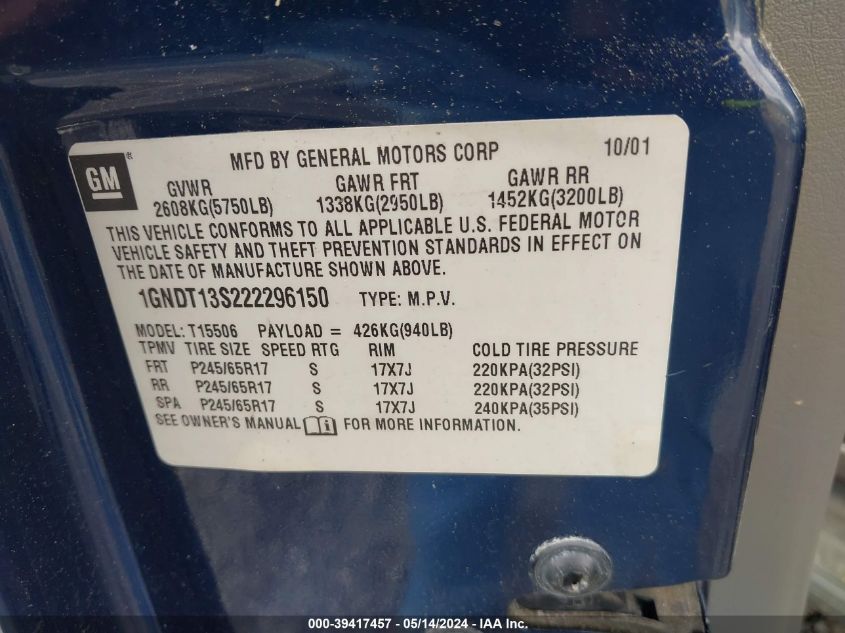 GM ® MFD BY GENERAL MOTORS CORP 10/01
GVWR GAWR FRT GAWR RR
2608KG(5750LB) 1338KG(2950LB) 1452KG(3200LB)
THIS VEHICLE CONFORMS TO ALL APPLICABLE U.S. FEDERAL MOTOR
VEHICLE SAFETY AND THEFT PREVENTION STANDARDS IN EFFECT ON
THE DATE OF MANUFACTURE SHOWN ABOVE.
1GNDT13S222296150 TYPE: M.P.V.
MODEL: T15506 PAYLOAD = 426KG(940LB)
TPMV TIRE SIZE SPEED RTG RIM COLD TIRE PRESSURE
FRT P245/65R17 S 17X7J 220KPA(32PSI)
RR P245/65R17 S 17X7J 220KPA(32PSI)
SPA P245/65R17 S 17X7J 240KPA(35PSI)
SEE OWNER'S MANUAL FOR MORE INFORMATION.
000-39417457 - 05/14/2024 - IAA Inc.